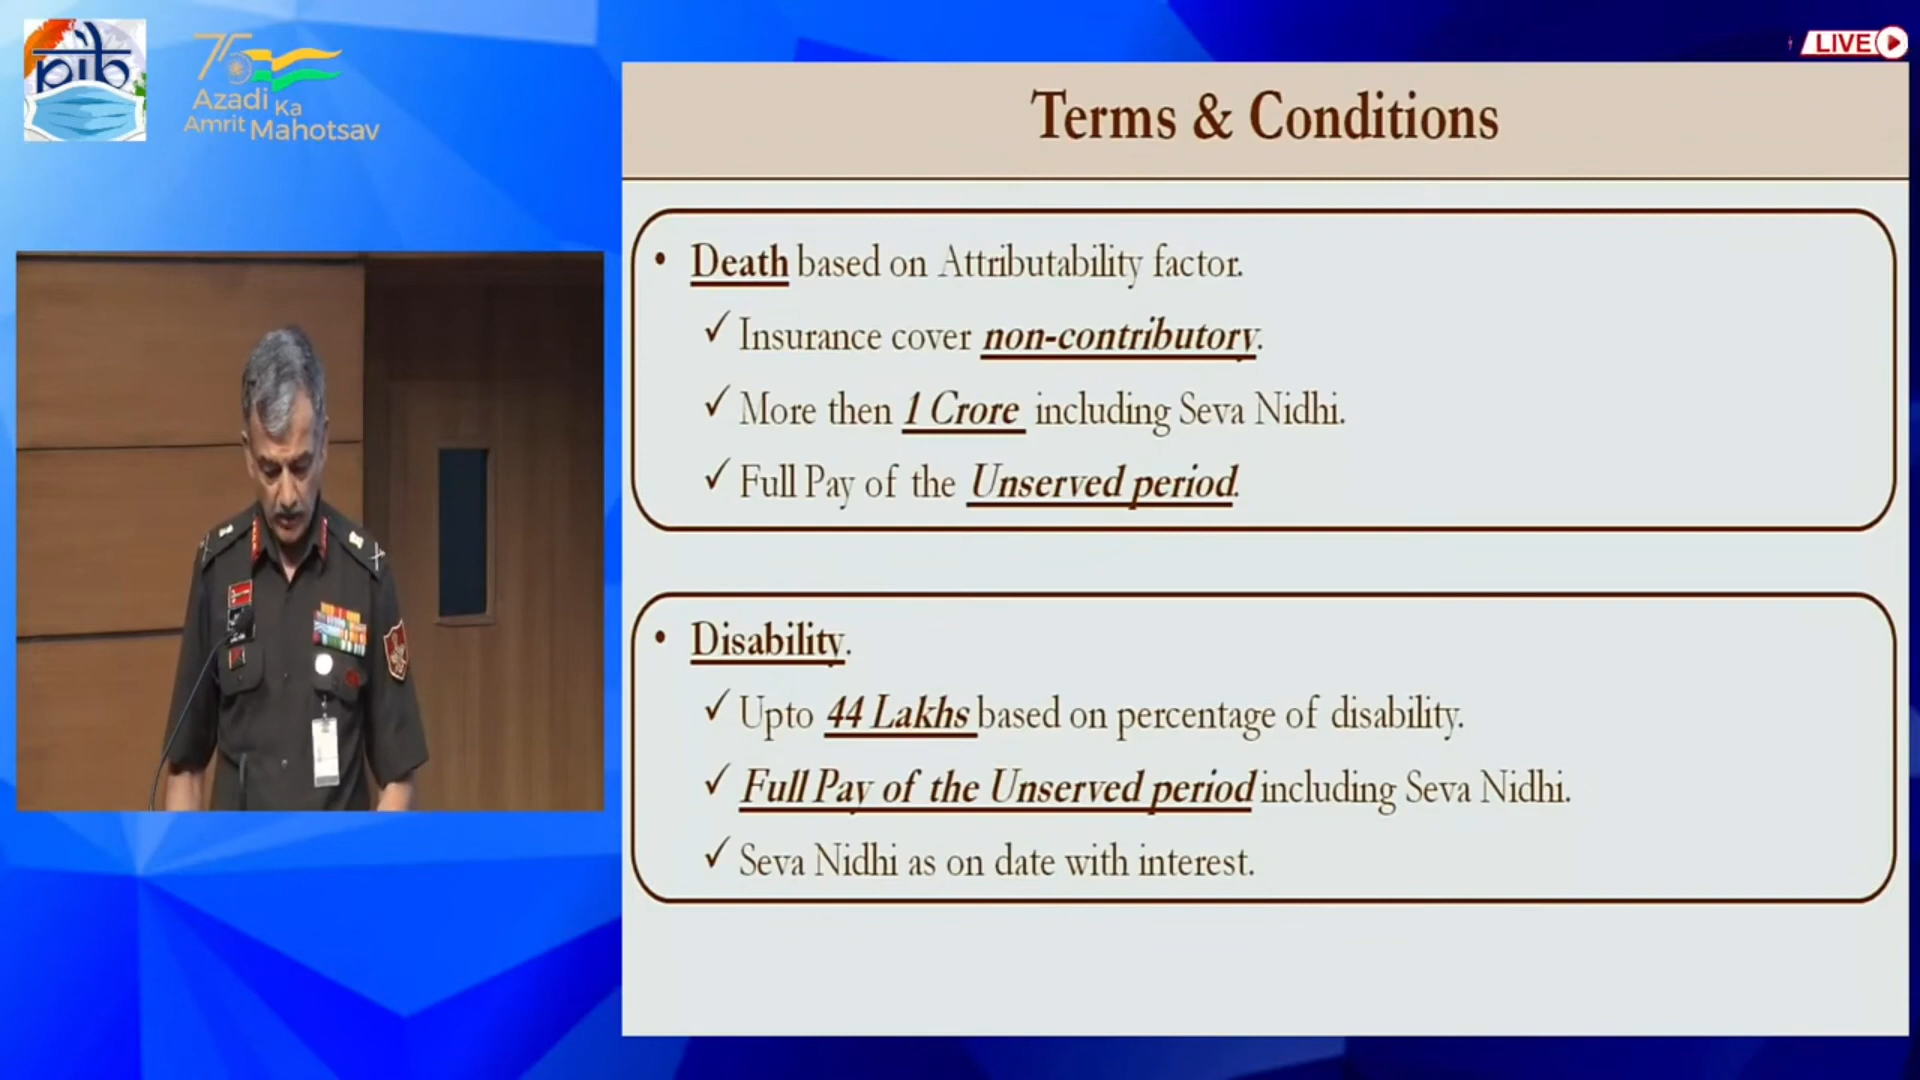 pib
75
Azadi Ka
Amrit Mahotsav
LIVE
Terms & Conditions
• Death based on Attributability factor.
✓ Insurance cover non-contributory.
✓ More then 1 Crore including Seva Nidhi.
✓ Full Pay of the Unserved period.
• Disability.
✓ Upto 44 Lakhs based on percentage of disability.
✓ Full Pay of the Unserved period including Seva Nidhi.
✓ Seva Nidhi as on date with interest.